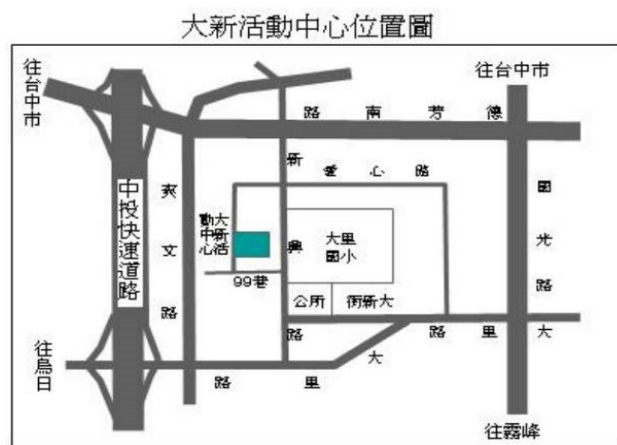 大新活動中心位置圖
往台中市
往台中市
路南芳德
新興路
愛心路
國光路
中投快速道路
爽文路
大新活
動中心
大里
國小
99巷
公所
街新大
大里路
大里路
往烏日
往霧峰